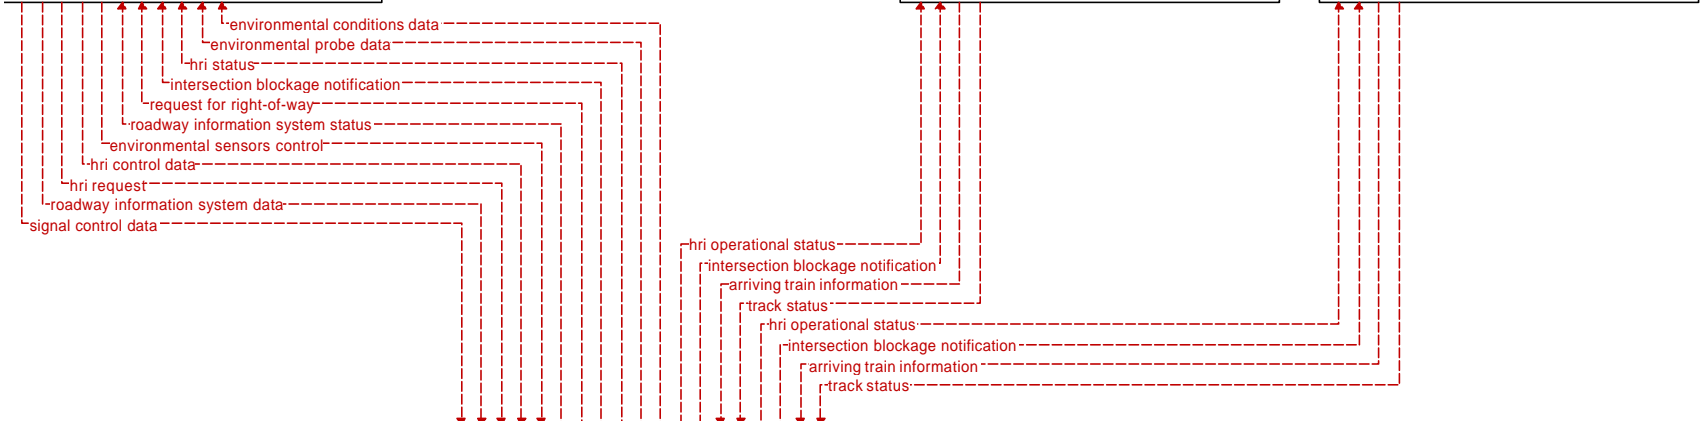 environmental conditions data
environmental probe data
hri status
intersection blockage notification
request for right-of-way
roadway information system status
environmental sensors control
hri control data
hri request
roadway information system data
signal control data
hri operational status
intersection blockage notification
arriving train information
track status
hri operational status
intersection blockage notification
arriving train information
track status